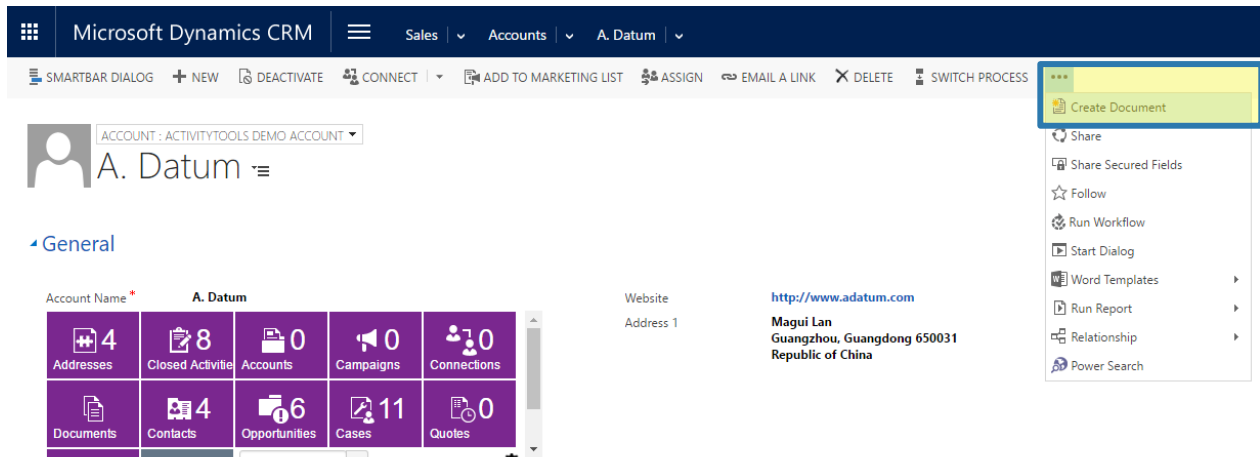 Microsoft Dynamics CRM Sales Accounts A. Datum
SMARTBAR DIALOG NEW DEACTIVATE CONNECT ADD TO MARKETING LIST ASSIGN EMAIL A LINK DELETE SWITCH PROCESS •••
Create Document
Share
Share Secured Fields
Follow
Run Workflow
Start Dialog
Word Templates
Run Report
Relationship
Power Search
ACCOUNT : ACTIVITYTOOLS DEMO ACCOUNT
A. Datum
General
Account Name * A. Datum
Website http://www.adatum.com
Address 1 Magui Lan
Guangzhou, Guangdong 650031
Republic of China
4 8 0 0 0
Addresses Closed Activitie Accounts Campaigns Connections
4 6 11 0
Documents Contacts Opportunities Cases Quotes